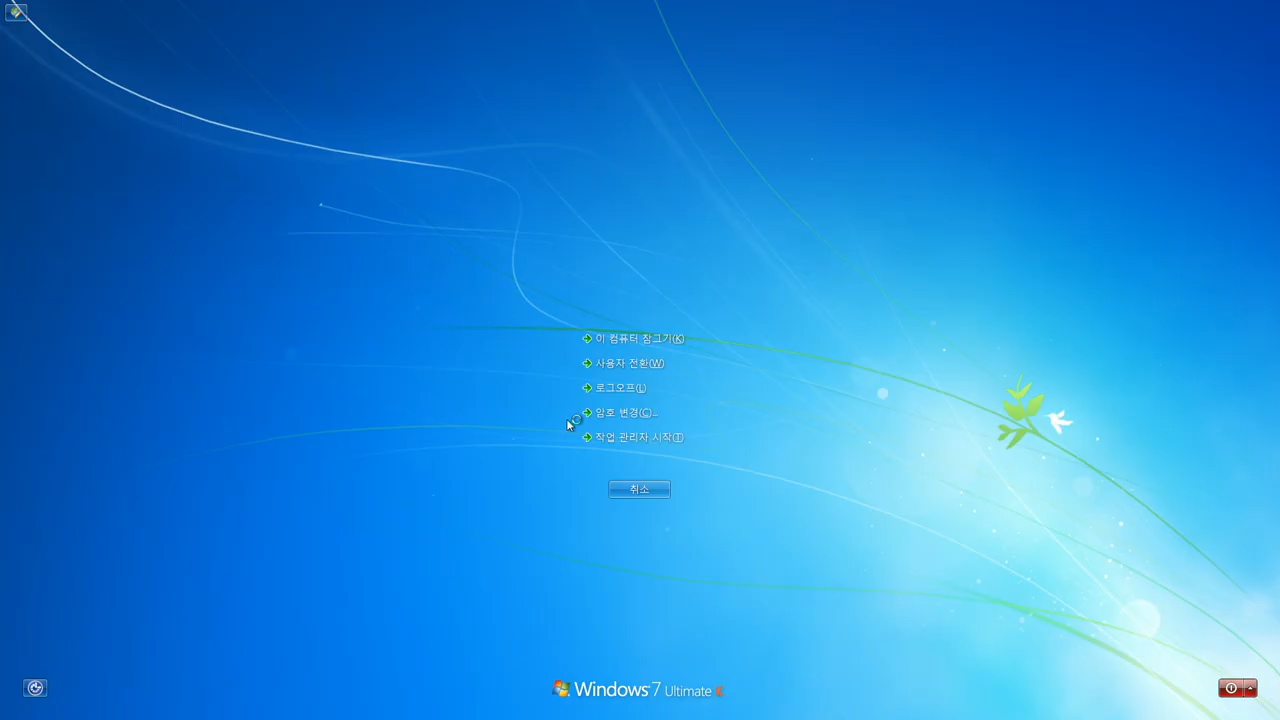 이 컴퓨터 잠그기(K)
사용자 전환(W)
로그오프(L)
암호 변경(C)...
작업 관리자 시작(T)
취소
Windows 7 Ultimate K